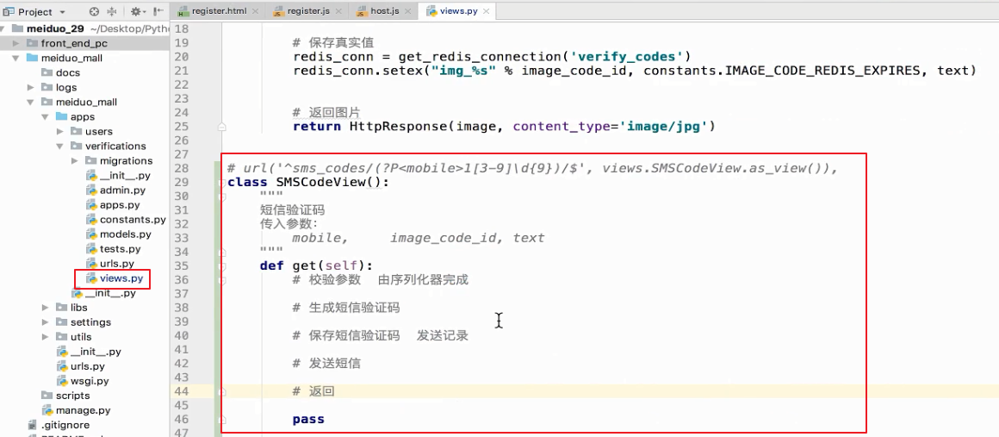 Project
register.html
register.js
host.js
views.py
meiduo_29 ~/Desktop/Pytho
front_end_pc
meiduo_mall
docs
logs
meiduo_mall
apps
users
verifications
migrations
__init__.py
admin.py
apps.py
constants.py
models.py
tests.py
urls.py
views.py
__init__.py
libs
settings
utils
__init__.py
urls.py
wsgi.py
scripts
manage.py
.gitignore
18
19 # 保存真实值
20 redis_conn = get_redis_connection('verify_codes')
21 redis_conn.setex("img_%s" % image_code_id, constants.IMAGE_CODE_REDIS_EXPIRES, text)
22
23
24 # 返回图片
25 return HttpResponse(image, content_type='image/jpg')
26
27
28 # url('^sms_codes/(?P<mobile>1[3-9]\d{9})/$', views.SMSCodeView.as_view()),
29 class SMSCodeView():
30 """
31 短信验证码
32 传入参数:
33 mobile, image_code_id, text
34 """
35 def get(self):
36 # 校验参数 由序列化器完成
37
38 # 生成短信验证码
39
40 # 保存短信验证码 发送记录
41
42 # 发送短信
43
44 # 返回
45
46 pass
47